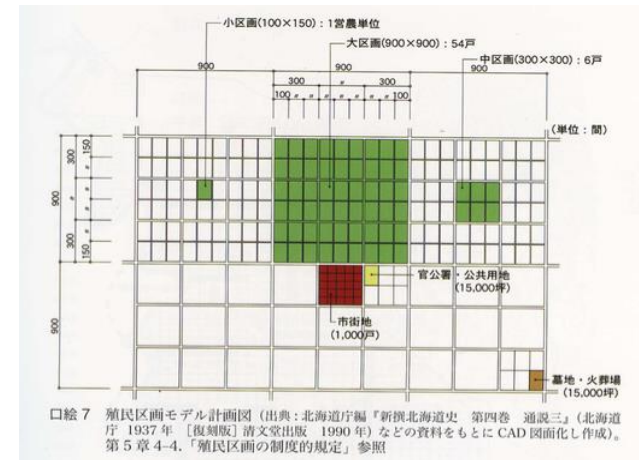 小区画(100×150):1営農単位
大区画(900×900):54戸
中区画(300×300):6戸
900
900
900
300
〃
300
100
〃
〃
〃
〃
〃
〃
〃
100
(単位:間)
900
300
〃
300
150
〃
〃
〃
〃
150
900
官公署・公共用地
(15,000坪)
市街地
(1,000戸)
墓地・火葬場
(15,000坪)
口絵7 殖民区画モデル計画図(出典:北海道庁編『新撰北海道史 第四巻 通説三』(北海道
庁 1937年 [復刻版]清文堂出版 1990年)などの資料をもとにCAD図面化し作成)。
第5章4-4.「殖民区画の制度的規定」参照